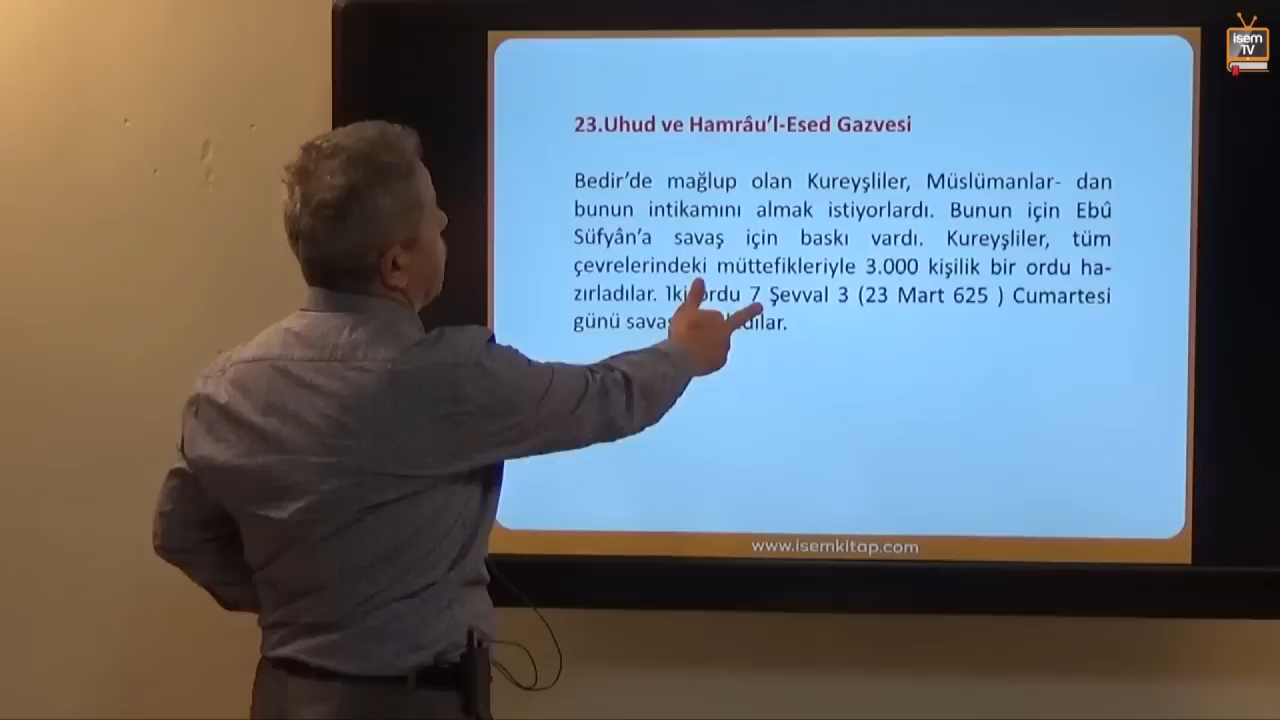 isem
TV
23.Uhud ve Hamrâu'l-Esed Gazvesi
Bedir'de mağlup olan Kureyşliler, Müslümanlar- dan
bunun intikamını almak istiyorlardı. Bunun için Ebû
Süfyân'a savaş için baskı vardı. Kureyşliler, tüm
çevrelerindeki müttefikleriyle 3.000 kişilik bir ordu ha-
zırladılar. İki ordu 7 Şevval 3 (23 Mart 625 ) Cumartesi
günü
www.isemkitap.com